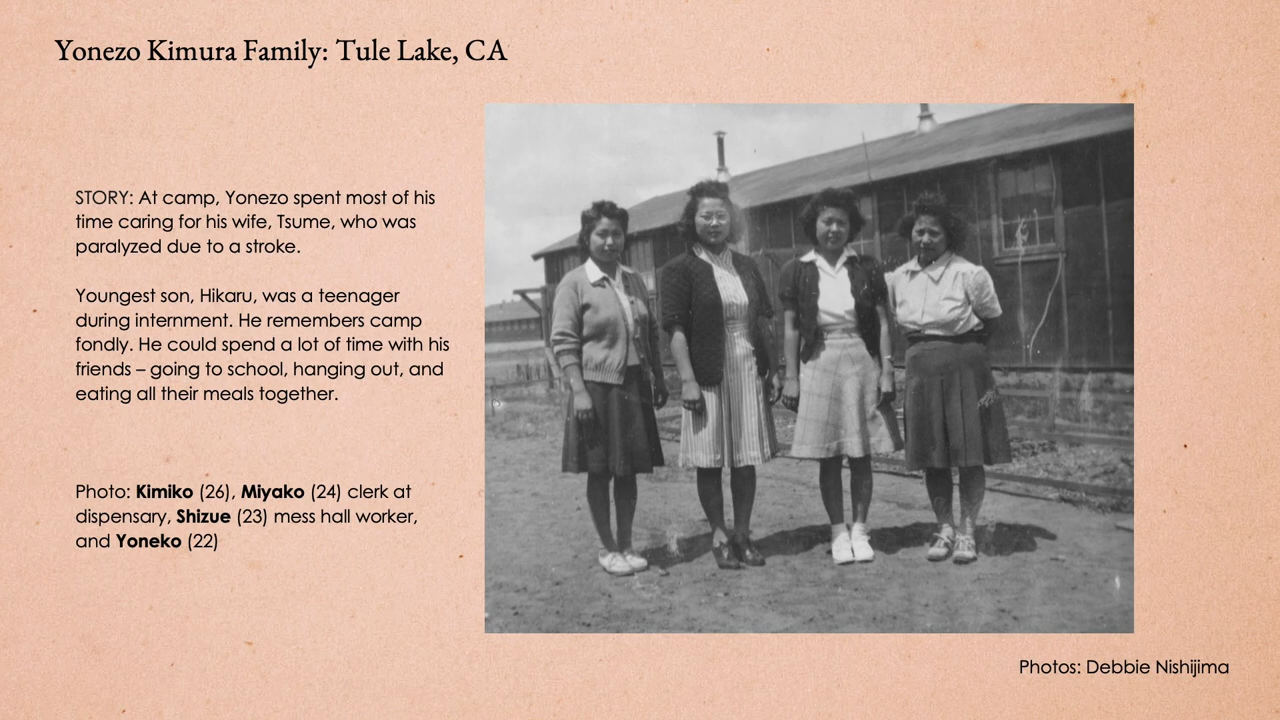 Yonezo Kimura Family: Tule Lake, CA
STORY: At camp, Yonezo spent most of his
time caring for his wife, Tsume, who was
paralyzed due to a stroke.
Youngest son, Hikaru, was a teenager
during internment. He remembers camp
fondly. He could spend a lot of time with his
friends – going to school, hanging out, and
eating all their meals together.
Photo: Kimiko (26), Miyako (24) clerk at
dispensary, Shizue (23) mess hall worker,
and Yoneko (22)
Photos: Debbie Nishijima